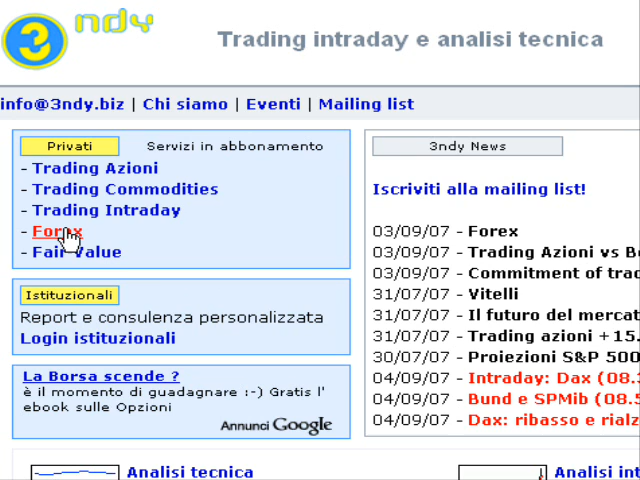 3ndy
Trading intraday e analisi tecnica
info@3ndy.biz | Chi siamo | Eventi | Mailing list
Privati Servizi in abbonamento
- Trading Azioni
- Trading Commodities
- Trading Intraday
- Forex
- Fair Value
Istituzionali
Report e consulenza personalizzata
Login istituzionali
La Borsa scende ?
è il momento di guadagnare :-) Gratis l'
ebook sulle Opzioni
Annunci Google
3ndy News
Iscriviti alla mailing list!
03/09/07 - Forex
03/09/07 - Trading Azioni vs
03/09/07 - Commitment of
31/07/07 - Vitelli
31/07/07 - Il futuro del
31/07/07 - Trading azioni +15.
30/07/07 - Proiezioni S&P 500
04/09/07 - Intraday: Dax (08.
04/09/07 - Bund e SPMib (08.
04/09/07 - Dax: ribasso e
Analisi tecnica
Analisi